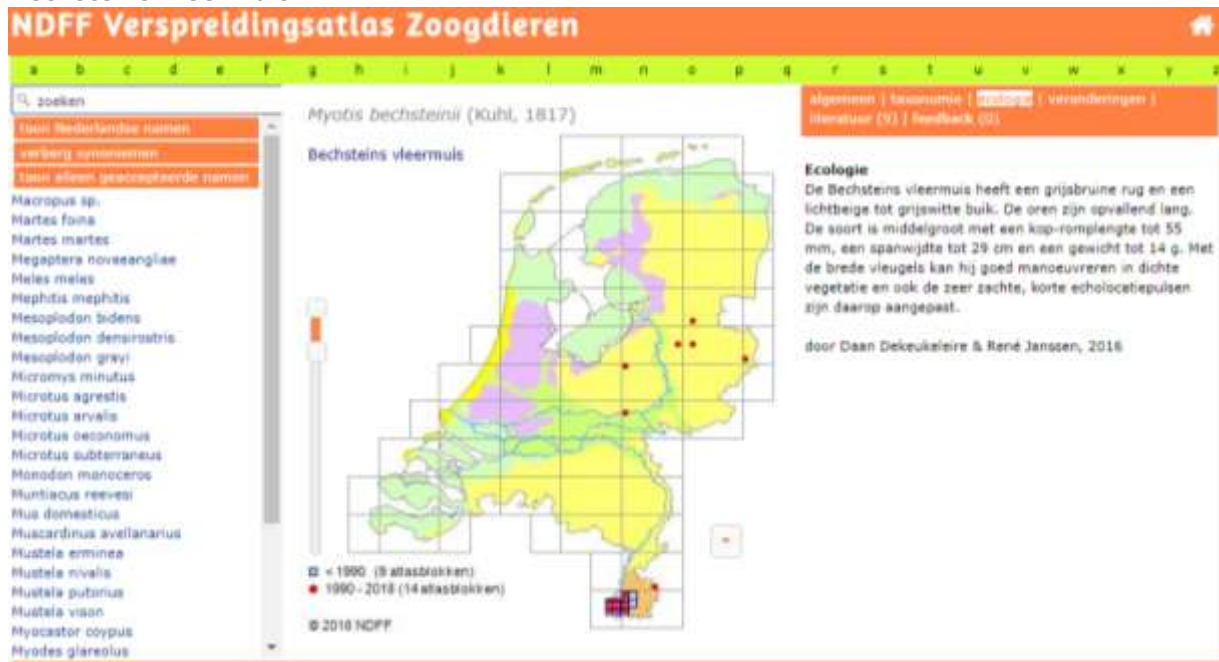 NDFF Verspreidingsatlas Zoogdieren
a b c d e f g h i j k l m n o p q r s t u v w x y z
zoeken
toon Nederlandse namen
verberg synoniemen
toon alleen geaccepteerde namen
Macropus sp.
Martes foina
Martes martes
Megaptera novaeangliae
Meles meles
Mephitis mephitis
Mesoplodon bidens
Mesoplodon densirostris
Mesoplodon grayi
Micromys minutus
Microtus agrestis
Microtus arvalis
Microtus oeconomus
Microtus subterraneus
Monodon monoceros
Muntiacus reevesi
Mus domesticus
Muscardinus avellanarius
Mustela erminea
Mustela nivalis
Mustela putorius
Mustela vison
Myocastor coypus
Myodes glareolus
Myotis bechsteinii (Kuhl, 1817)
Bechsteins vleermuis
< 1990 (9 atlasblokken)
1990 - 2018 (14 atlasblokken)
© 2018 NDFF
algemeen | taxonomie | ecologie | veranderingen |
literatuur (9) | feedback (0)
Ecologie
De Bechsteins vleermuis heeft een grijsbruine rug en een
lichtbeige tot grijswitte buik. De oren zijn opvallend lang.
De soort is middelgroot met een kop-romplengte tot 55
mm, een spanwijdte tot 29 cm en een gewicht tot 14 g. Met
de brede vleugels kan hij goed manoeuvreren in dichte
vegetatie en ook de zeer zachte, korte echolocatiepulsen
zijn daarop aangepast.
door Daan Dekeukeleire & René Janssen, 2016